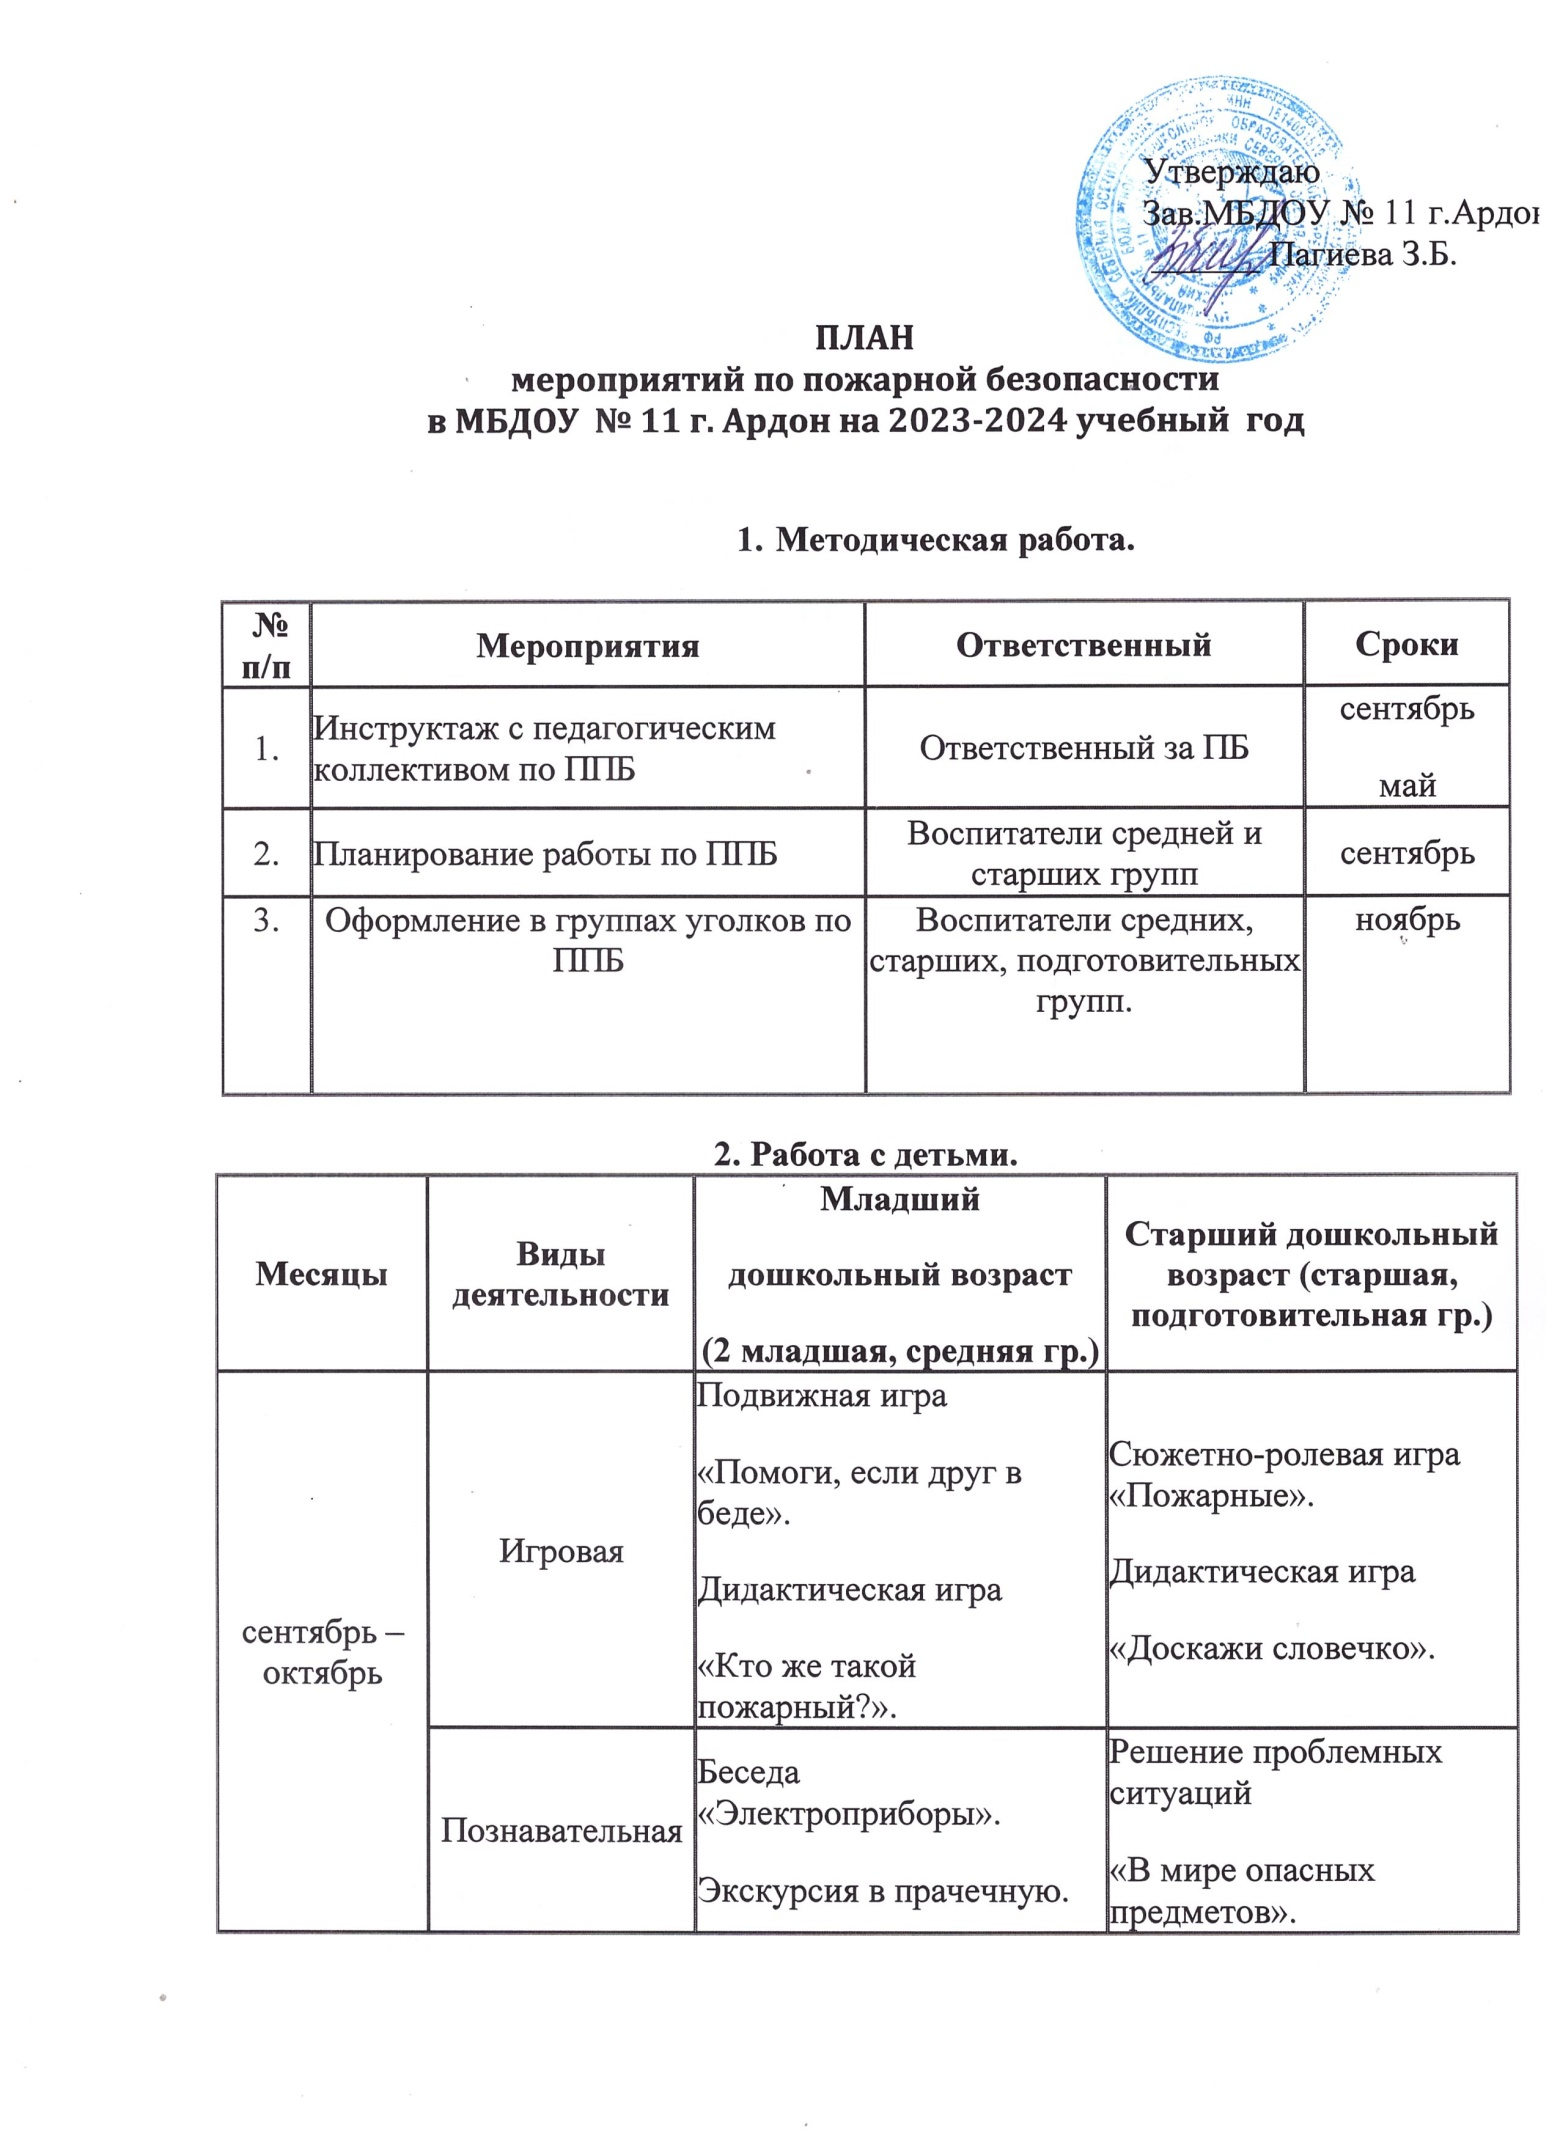 Утверждаю
Зав.МБДОУ № 11 г.Ардон
Пагиева З.Б.
ПЛАН
мероприятий по пожарной безопасности
в МБДОУ № 11 г. Ардон на 2023-2024 учебный год
1. Методическая работа.
№
п/п
Мероприятия
Ответственный
Сроки
1.
Инструктаж с педагогическим
коллективом по ППБ
Ответственный за ПБ
сентябрь
май
2.
Планирование работы по ППБ
Воспитатели средней и
старших групп
сентябрь
3.
Оформление в группах уголков по
ППБ
Воспитатели средних,
старших, подготовительных
групп.
ноябрь
2. Работа с детьми.
Месяцы
Виды
деятельности
Младший
дошкольный возраст
(2 младшая, средняя гр.)
Старший дошкольный
возраст (старшая,
подготовительная гр.)
сентябрь –
октябрь
Игровая
Подвижная игра
«Помоги, если друг в
беде».
Дидактическая игра
«Кто же такой
пожарный?».
Сюжетно-ролевая игра
«Пожарные».
Дидактическая игра
«Доскажи словечко».
Познавательная
Беседа
«Электроприборы».
Экскурсия в прачечную.
Решение проблемных
ситуаций
«В мире опасных
предметов».